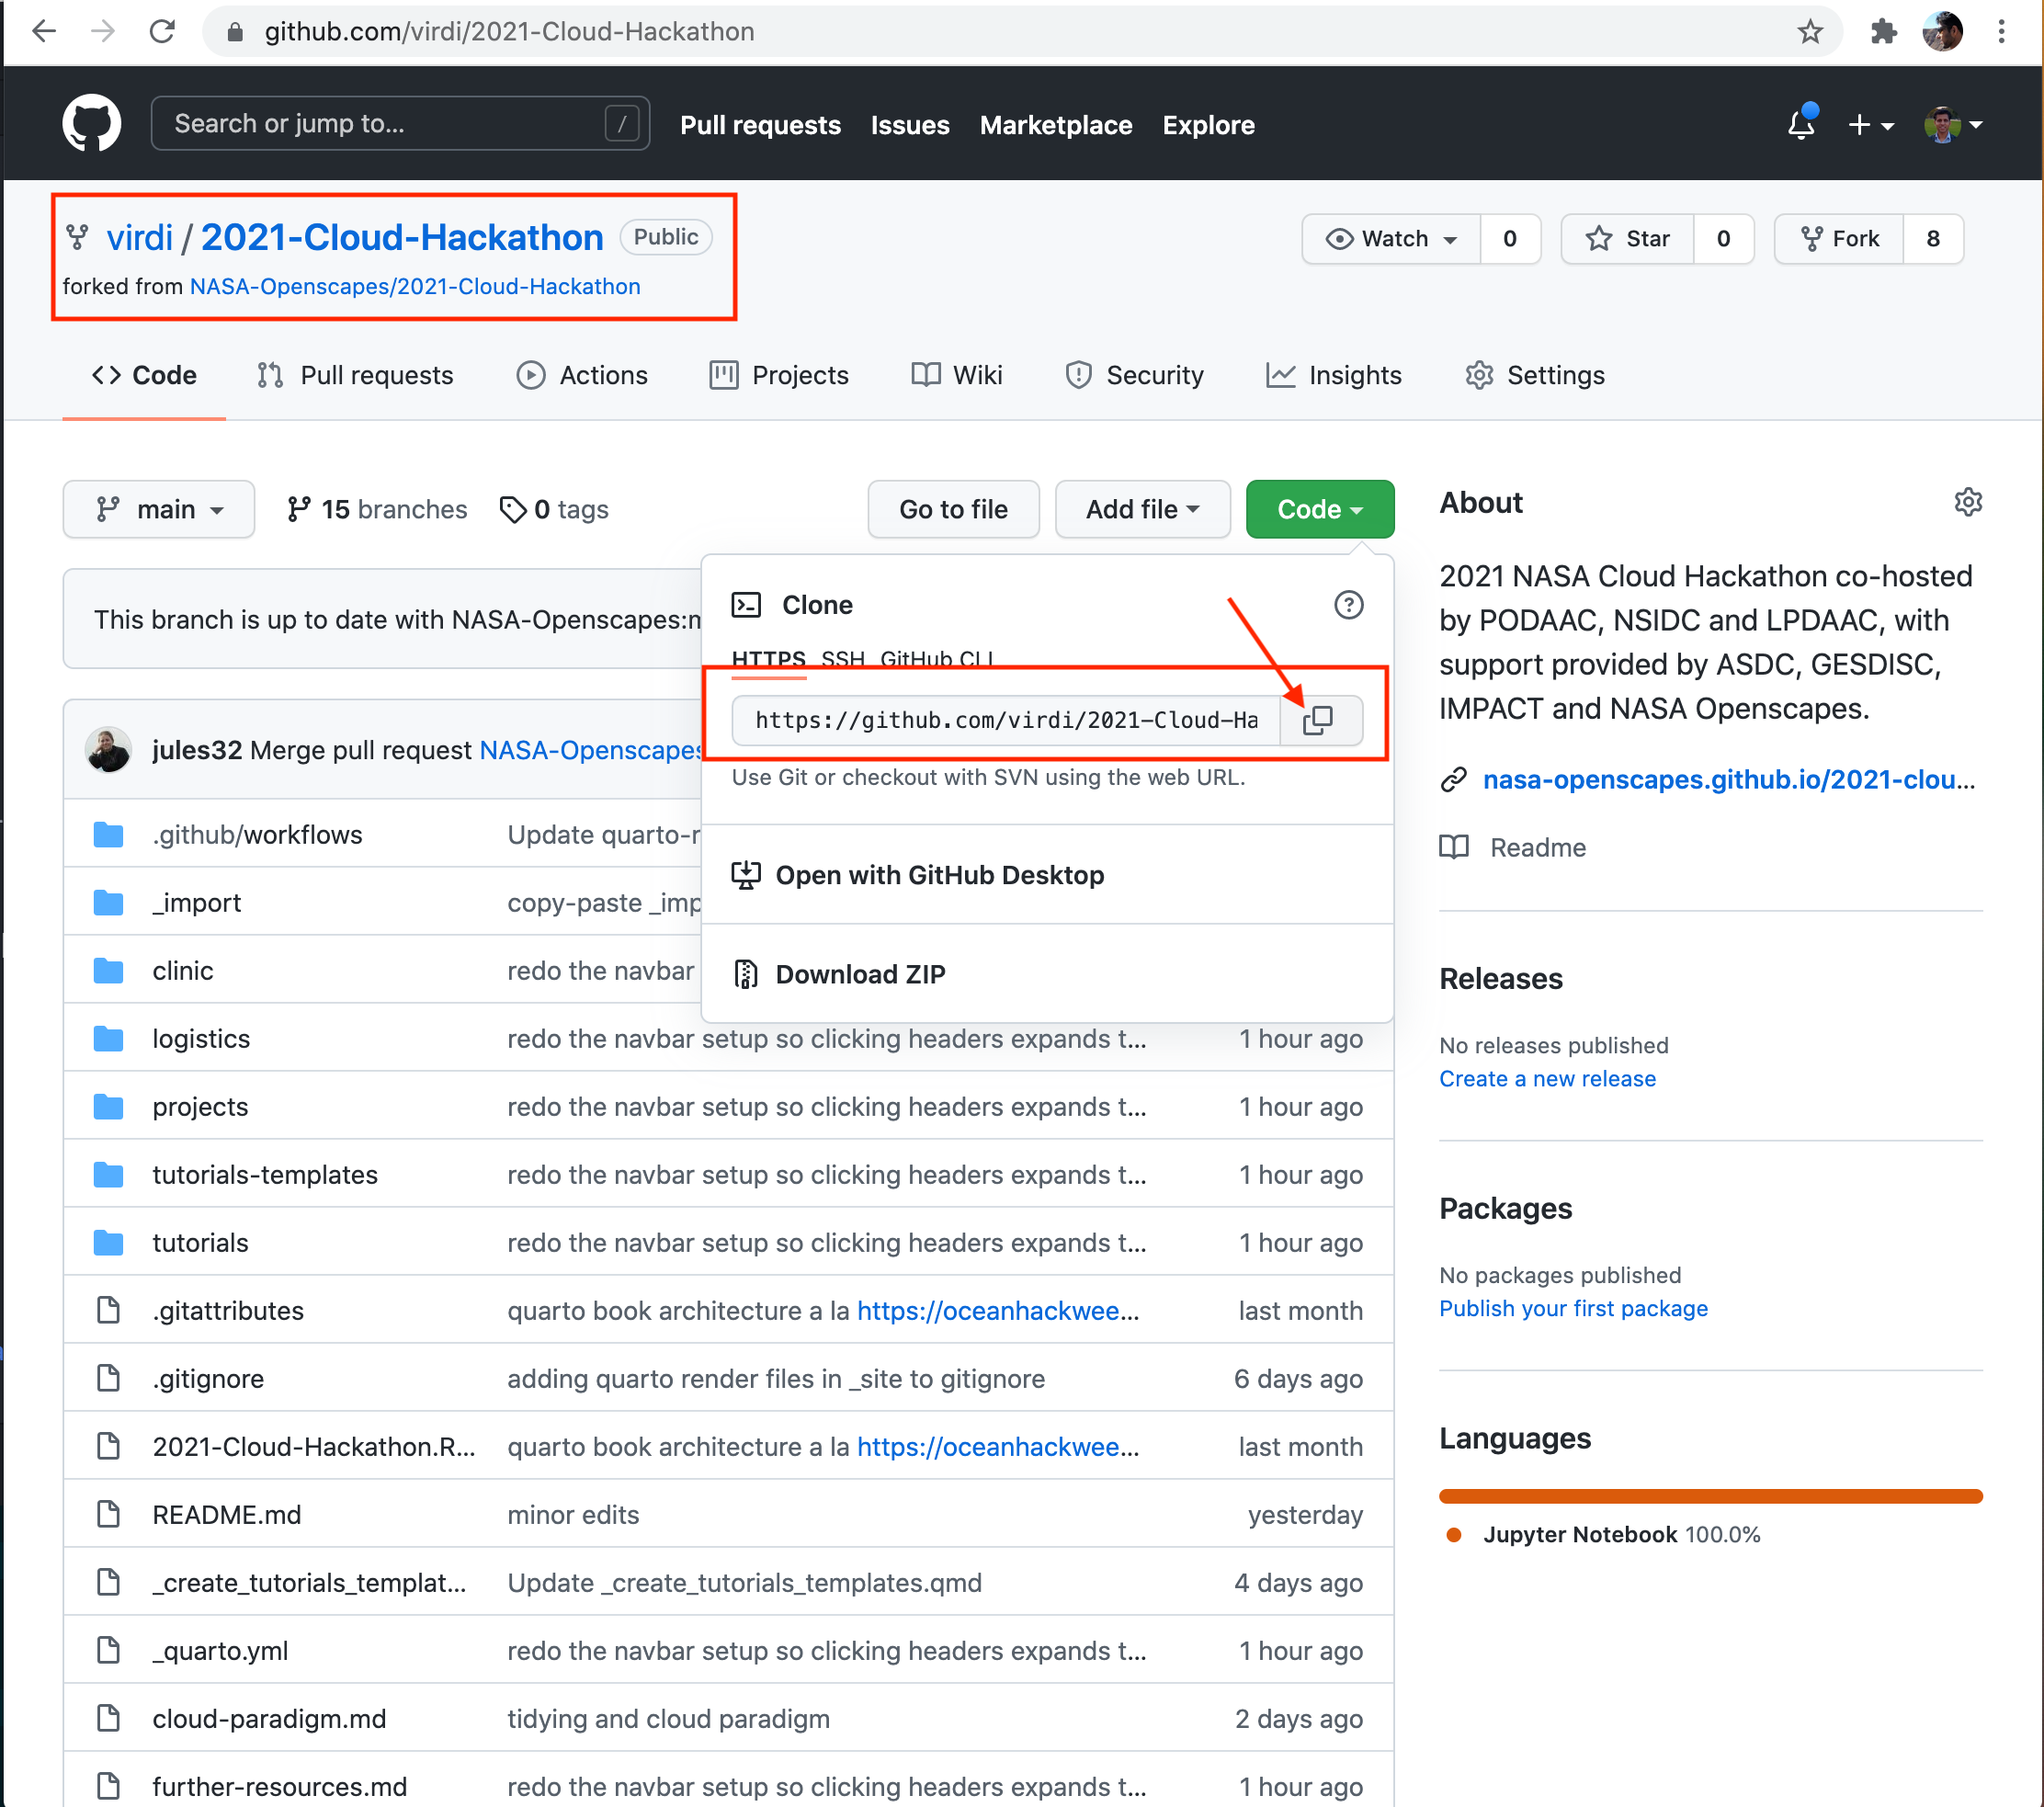 github.com/virdi/2021-Cloud-Hackathon
Search or jump to... /
Pull requests Issues Marketplace Explore
virdi / 2021-Cloud-Hackathon Public
forked from NASA-Openscapes/2021-Cloud-Hackathon
Watch 0 Star 0 Fork 8
Code Pull requests Actions Projects Wiki Security Insights Settings
main 15 branches 0 tags
Go to file Add file Code
This branch is up to date with NASA-Openscapes:m
Clone
HTTPS SSH GitHub CLI
https://github.com/virdi/2021-Cloud-Ha
Use Git or checkout with SVN using the web URL.
Open with GitHub Desktop
Download ZIP
jules32 Merge pull request NASA-Openscapes
.github/workflows Update quarto-r
_import copy-paste _imp
clinic redo the navbar
logistics redo the navbar setup so clicking headers expands t... 1 hour ago
projects redo the navbar setup so clicking headers expands t... 1 hour ago
tutorials-templates redo the navbar setup so clicking headers expands t... 1 hour ago
tutorials redo the navbar setup so clicking headers expands t... 1 hour ago
.gitattributes quarto book architecture a la https://oceanhackwee... last month
.gitignore adding quarto render files in _site to gitignore 6 days ago
2021-Cloud-Hackathon.R... quarto book architecture a la https://oceanhackwee... last month
README.md minor edits yesterday
_create_tutorials_templat... Update _create_tutorials_templates.qmd 4 days ago
_quarto.yml redo the navbar setup so clicking headers expands t... 1 hour ago
cloud-paradigm.md tidying and cloud paradigm 2 days ago
further-resources.md redo the navbar setup so clicking headers expands t... 1 hour ago
About
2021 NASA Cloud Hackathon co-hosted
by PODAAC, NSIDC and LPDAAC, with
support provided by ASDC, GESDISC,
IMPACT and NASA Openscapes.
nasa-openscapes.github.io/2021-clou...
Readme
Releases
No releases published
Create a new release
Packages
No packages published
Publish your first package
Languages
Jupyter Notebook 100.0%